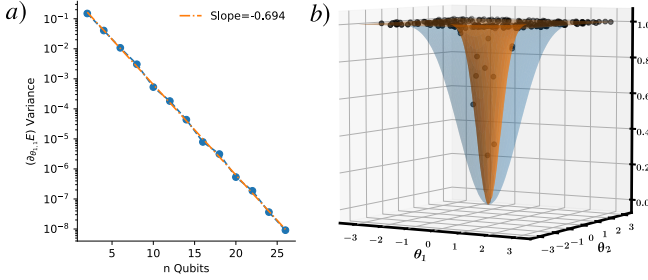 a)
Slope=-0.694
10⁻¹
10⁻²
10⁻³
10⁻⁴
10⁻⁵
10⁻⁶
10⁻⁷
10⁻⁸
(∂θ₁,₁E) Variance
5 10 15 20 25
n Qubits
b)
1.0
0.8
0.6
0.4
0.2
0.0
−3 −2 −1 0 1 2 3
θ₁
−3 −2 −1 0 1 2 3
θ₂